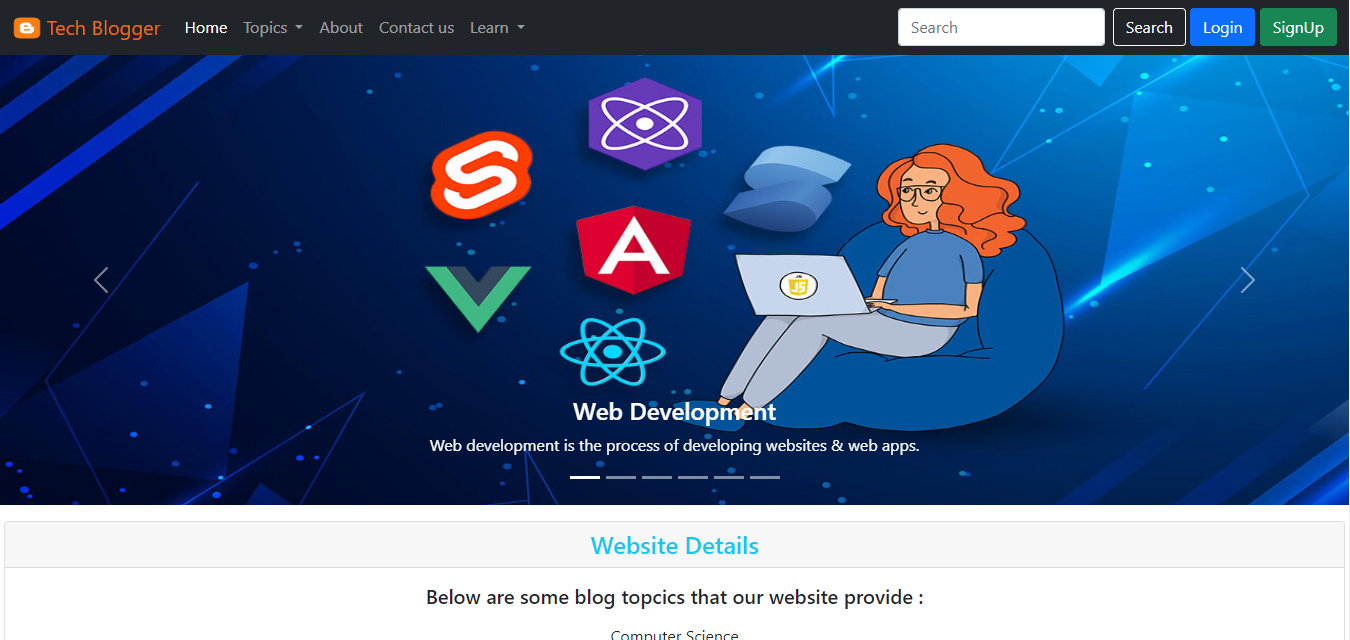 Tech Blogger Home Topics About Contact us Learn Search Search Login SignUp
JS
Web Development
Web development is the process of developing websites & web apps.
Website Details
Below are some blog topcics that our website provide :
Computer Science